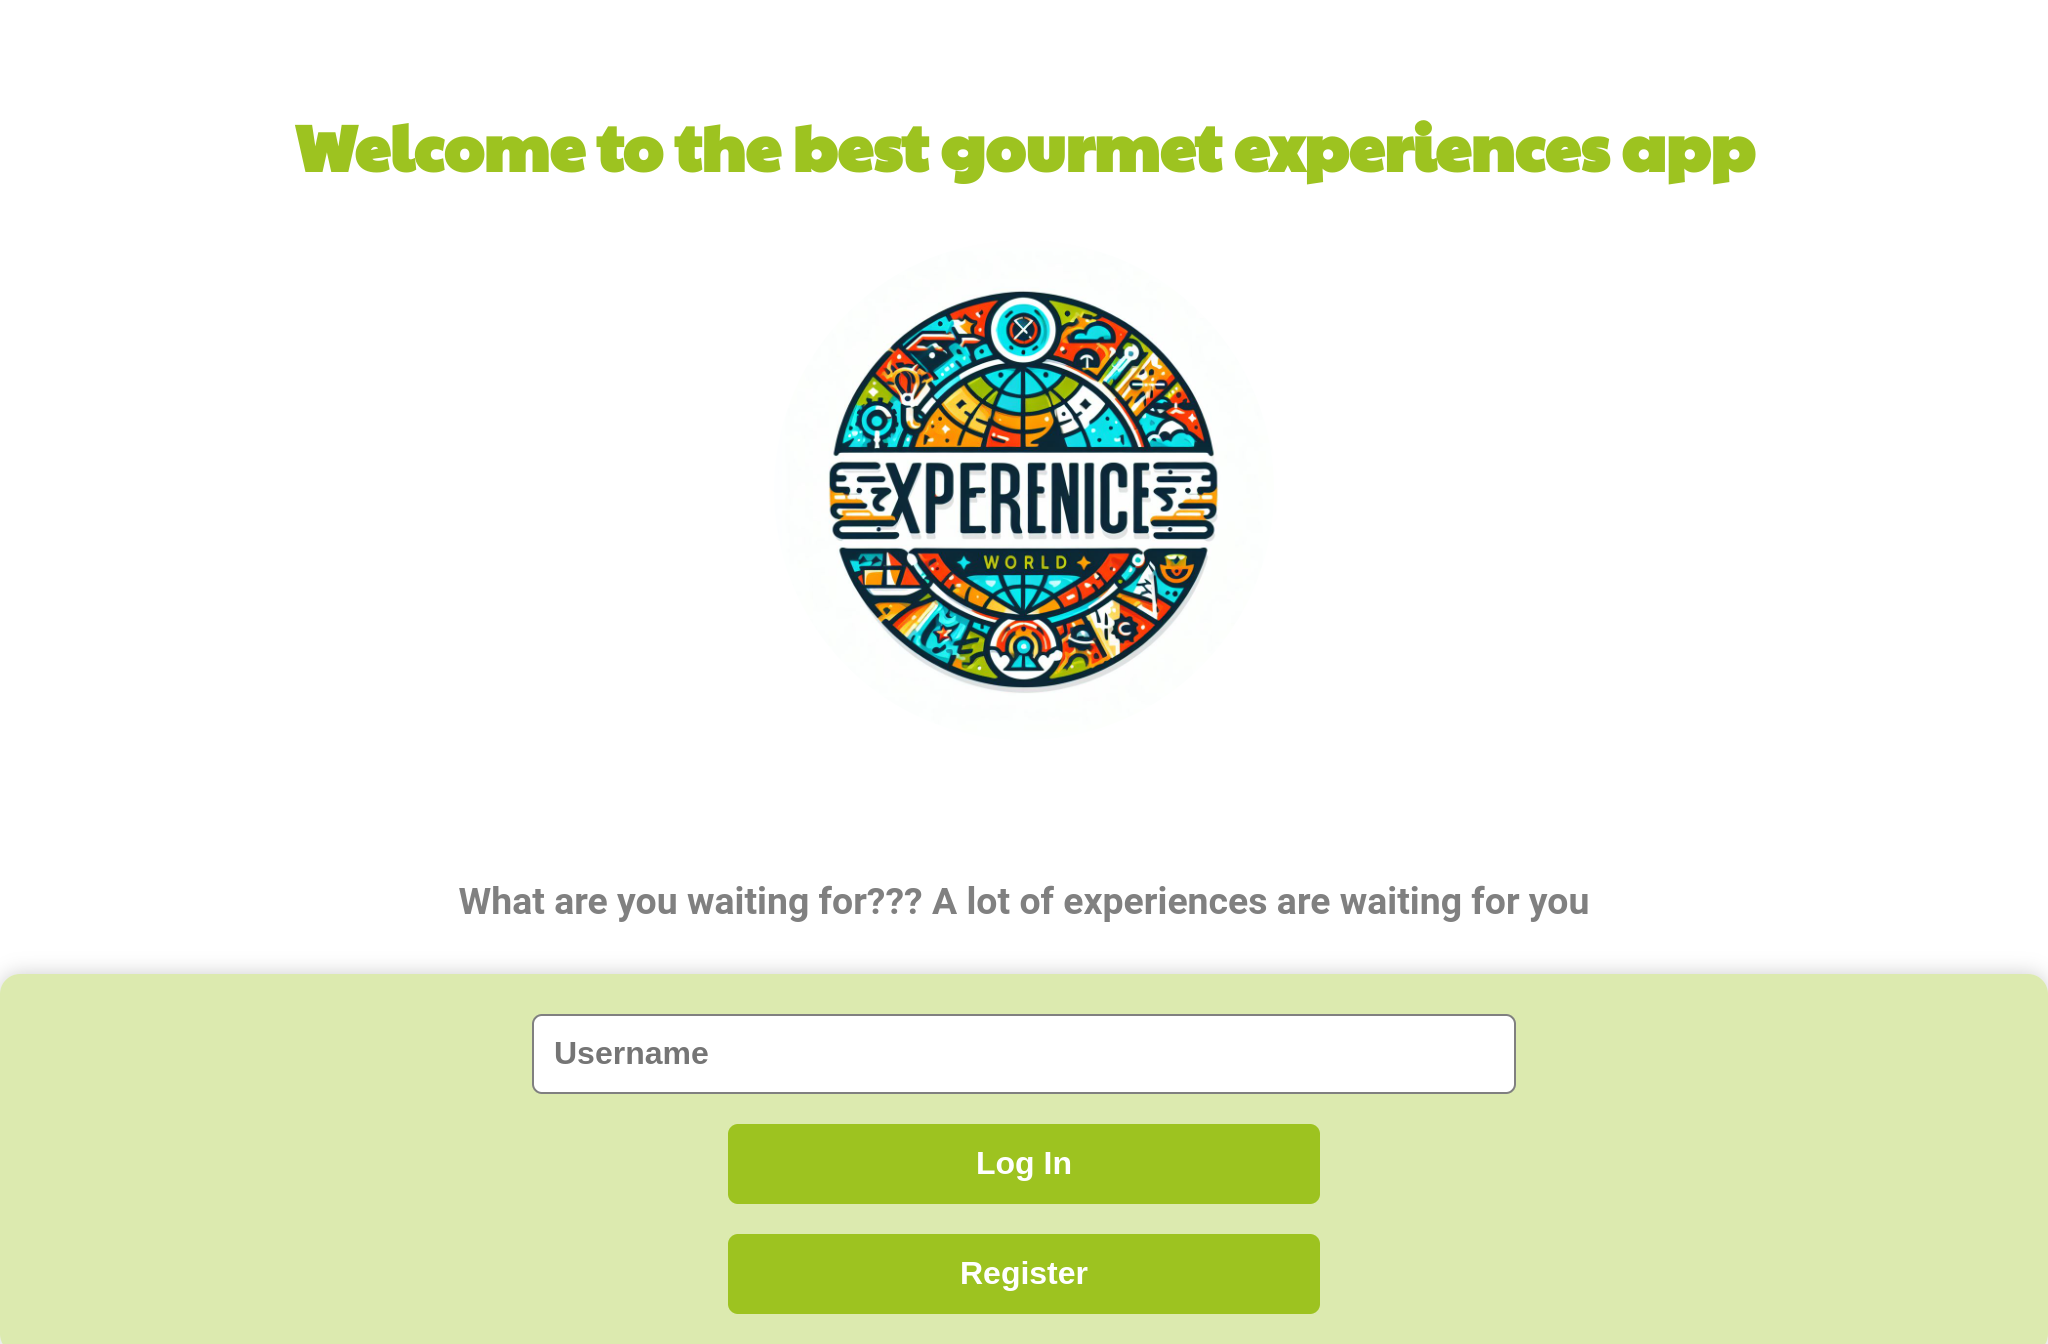 Welcome to the best gourmet experiences app
EXPERENICE
WORLD
What are you waiting for??? A lot of experiences are waiting for you
Username
Log In
Register